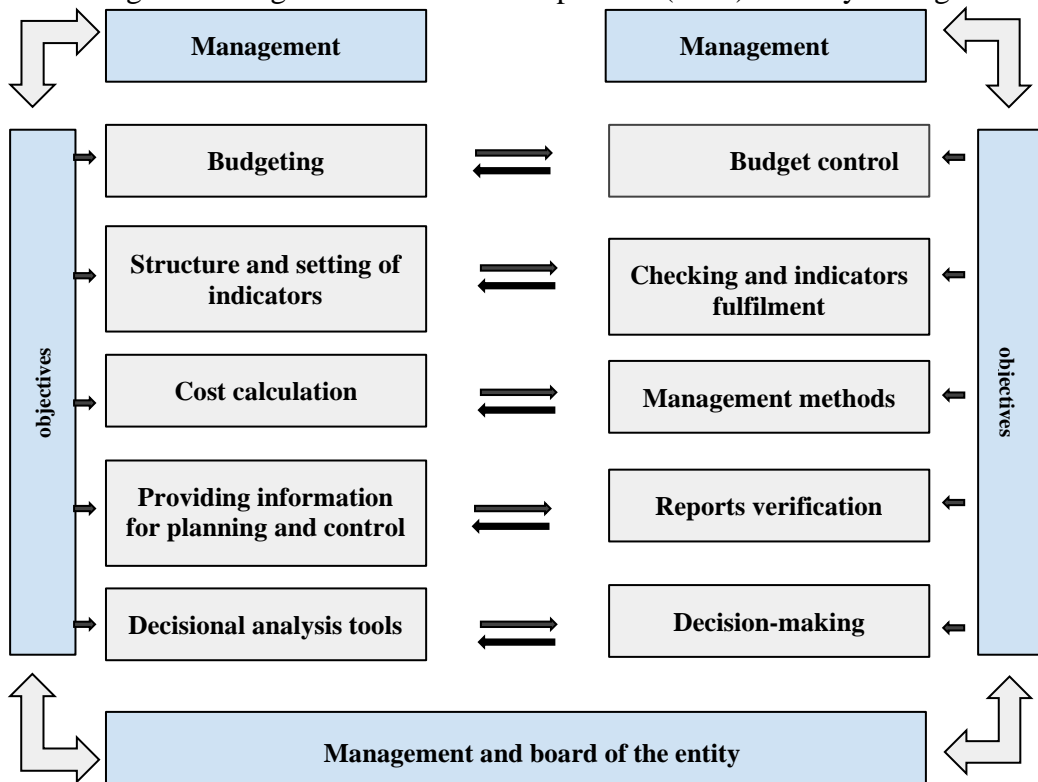 Management
Management
objectives
Budgeting
Budget control
Structure and setting of
indicators
Checking and indicators
fulfilment
Cost calculation
Management methods
Providing information
for planning and control
Reports verification
Decisional analysis tools
Decision-making
objectives
Management and board of the entity